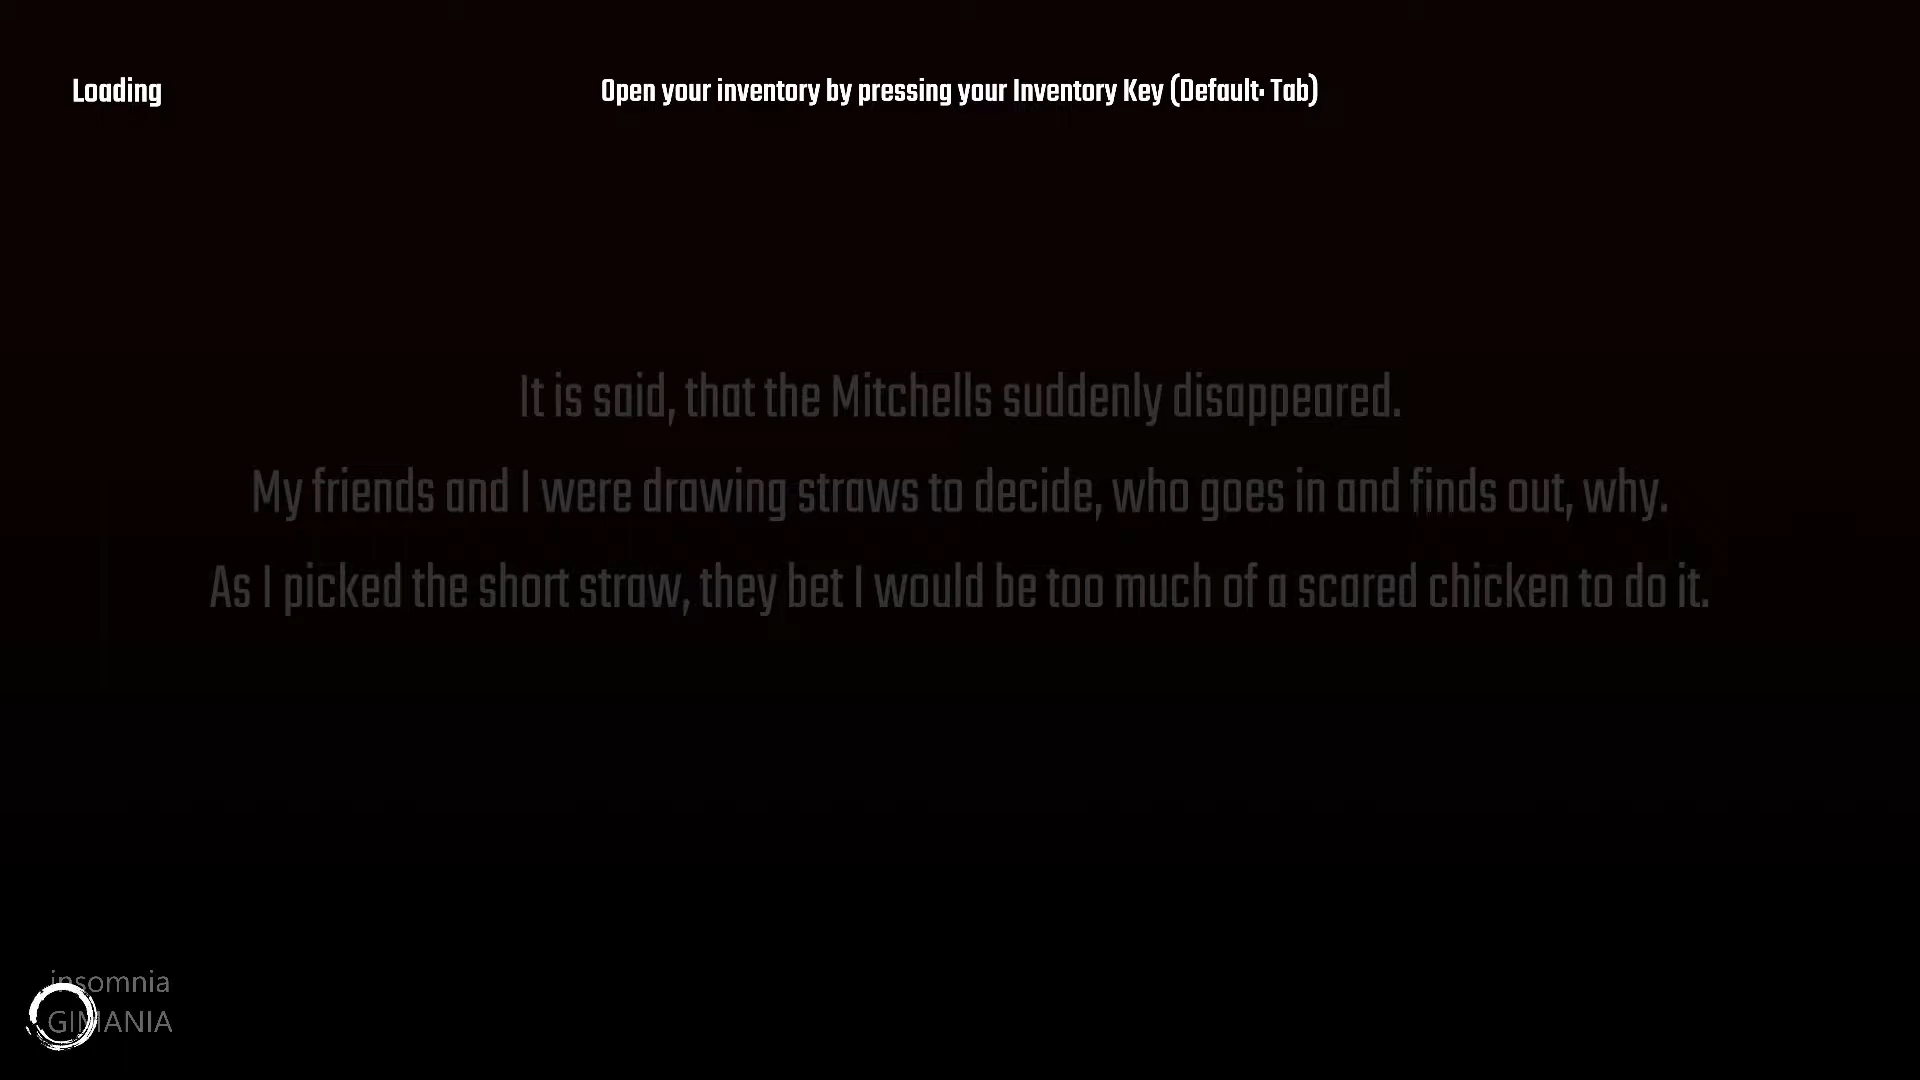 Loading
Open your inventory by pressing your Inventory Key (Default: Tab)
It is said, that the Mitchells suddenly disappeared.
My friends and I were drawing straws to decide, who goes in and finds out, why.
As I picked the short straw, they bet I would be too much of a scared chicken to do it.
insomnia
GIMANIA